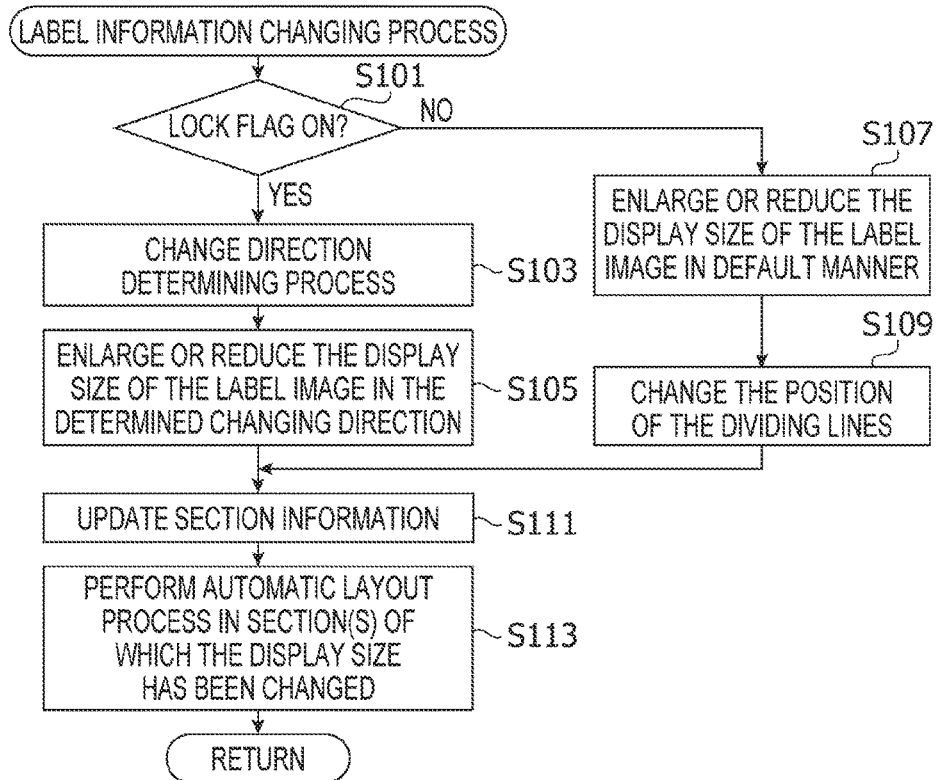 LABEL INFORMATION CHANGING PROCESS
S101
LOCK FLAG ON?
NO
YES
CHANGE DIRECTION
DETERMINING PROCESS
S103
ENLARGE OR REDUCE THE DISPLAY
SIZE OF THE LABEL IMAGE IN THE
DETERMINED CHANGING DIRECTION
S105
S107
ENLARGE OR REDUCE THE
DISPLAY SIZE OF THE LABEL
IMAGE IN DEFAULT MANNER
S109
CHANGE THE POSITION
OF THE DIVIDING LINES
UPDATE SECTION INFORMATION
S111
PERFORM AUTOMATIC LAYOUT
PROCESS IN SECTION(S) OF
WHICH THE DISPLAY SIZE
HAS BEEN CHANGED
S113
RETURN